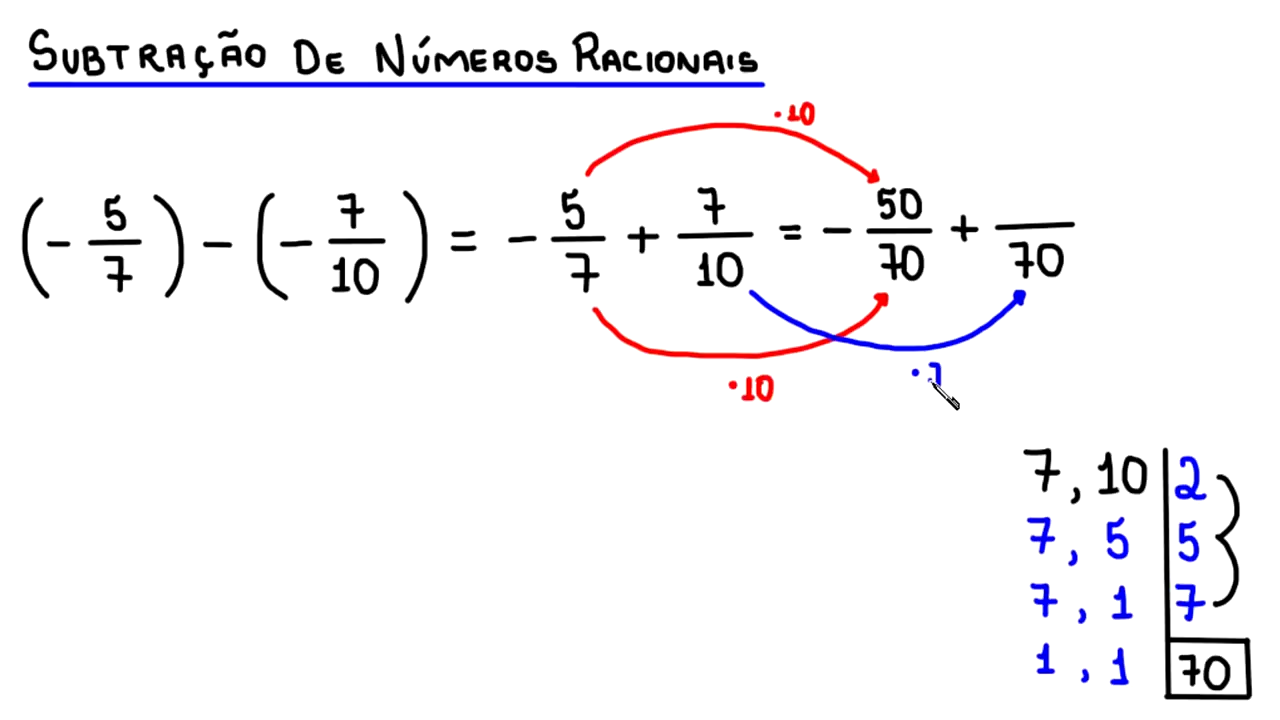 SUBTRAÇÃO DE NÚMEROS RACIONAIS
·10
(- 5/7) - (- 7/10) = - 5/7 + 7/10 = - 50/70 + /70
·10
·7
7, 10 | 2
7, 5 | 5
7, 1 | 7
1, 1 | 70